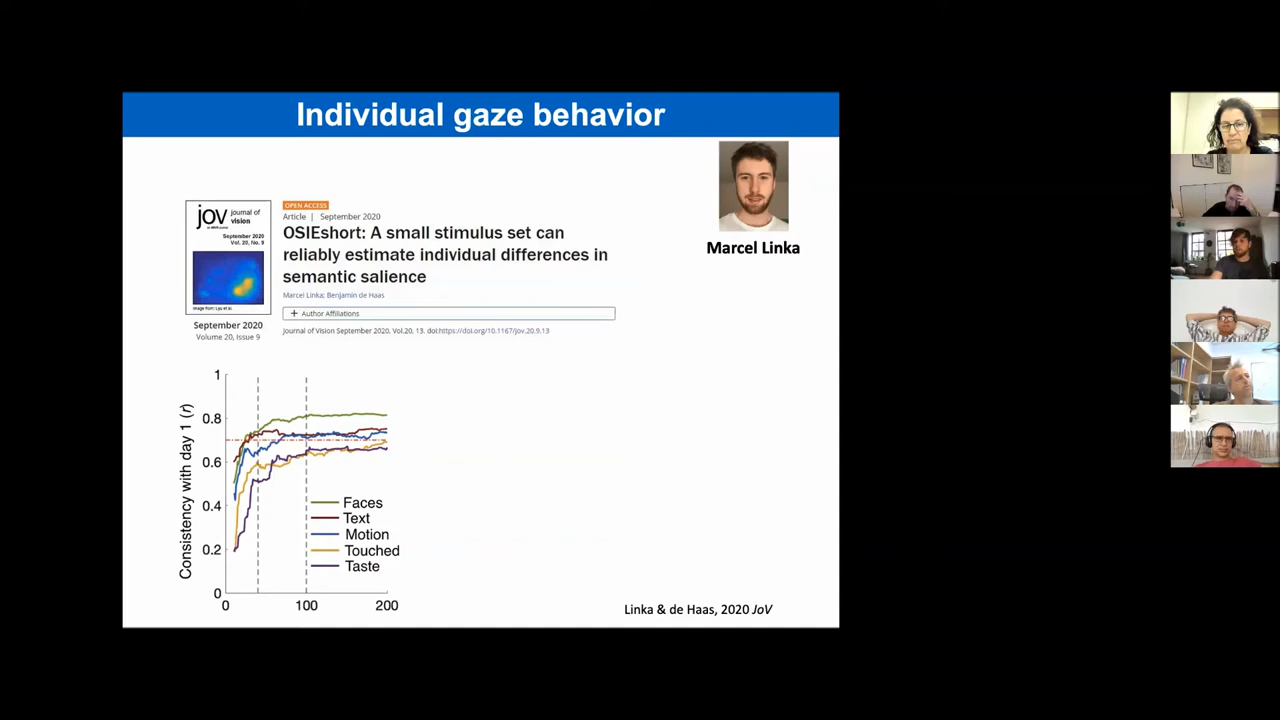 Individual gaze behavior
Marcel Linka
jov journal of
vision
September 2020
Vol. 20, No. 9
September 2020
Volume 20, Issue 9
OPEN ACCESS
Article | September 2020
OSIEshort: A small stimulus set can
reliably estimate individual differences in
semantic salience
Marcel Linka; Benjamin de Haas
+ Author Affiliations
Journal of Vision September 2020, Vol.20, 13. doi:https://doi.org/10.1167/jov.20.9.13
Consistency with day 1 (r)
1
0.8
0.6
0.4
0.2
0
0
100
200
Faces
Text
Motion
Touched
Taste
Linka & de Haas, 2020 JoV